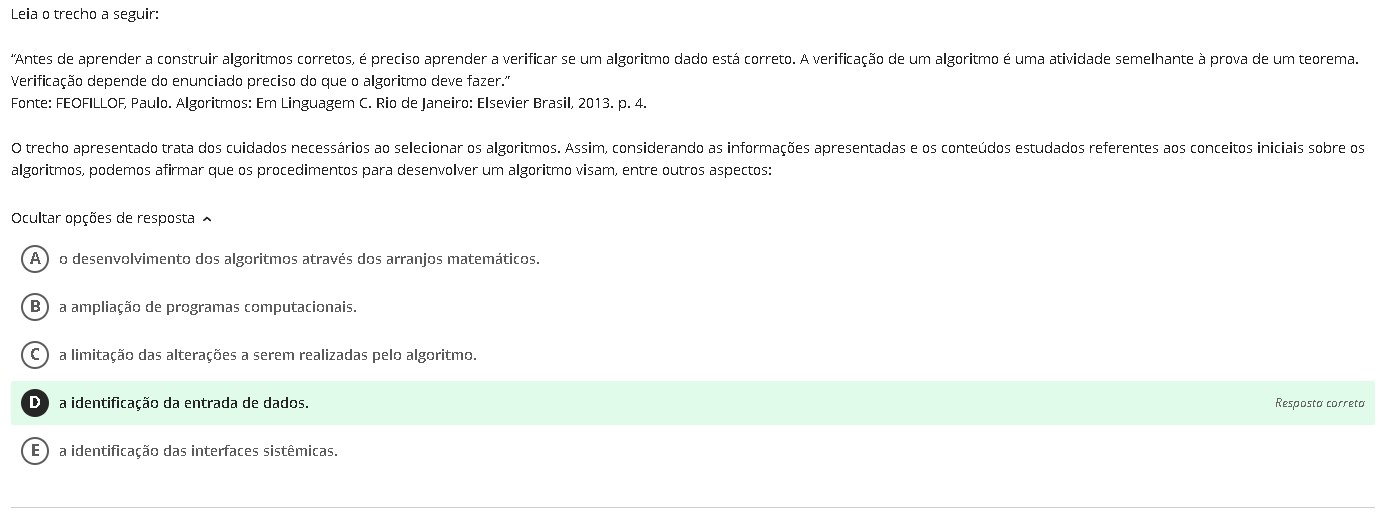 Leia o trecho a seguir:
“Antes de aprender a construir algoritmos corretos, é preciso aprender a verificar se um algoritmo dado está correto. A verificação de um algoritmo é uma atividade semelhante à prova de um teorema.
Verificação depende do enunciado preciso do que o algoritmo deve fazer.”
Fonte: FEOFILLOF, Paulo. Algoritmos: Em Linguagem C. Rio de Janeiro: Elsevier Brasil, 2013. p. 4.
O trecho apresentado trata dos cuidados necessários ao selecionar os algoritmos. Assim, considerando as informações apresentadas e os conteúdos estudados referentes aos conceitos iniciais sobre os
algoritmos, podemos afirmar que os procedimentos para desenvolver um algoritmo visam, entre outros aspectos:
Ocultar opções de resposta
A o desenvolvimento dos algoritmos através dos arranjos matemáticos.
B a ampliação de programas computacionais.
C a limitação das alterações a serem realizadas pelo algoritmo.
D a identificação da entrada de dados. Resposta correta
E a identificação das interfaces sistêmicas.